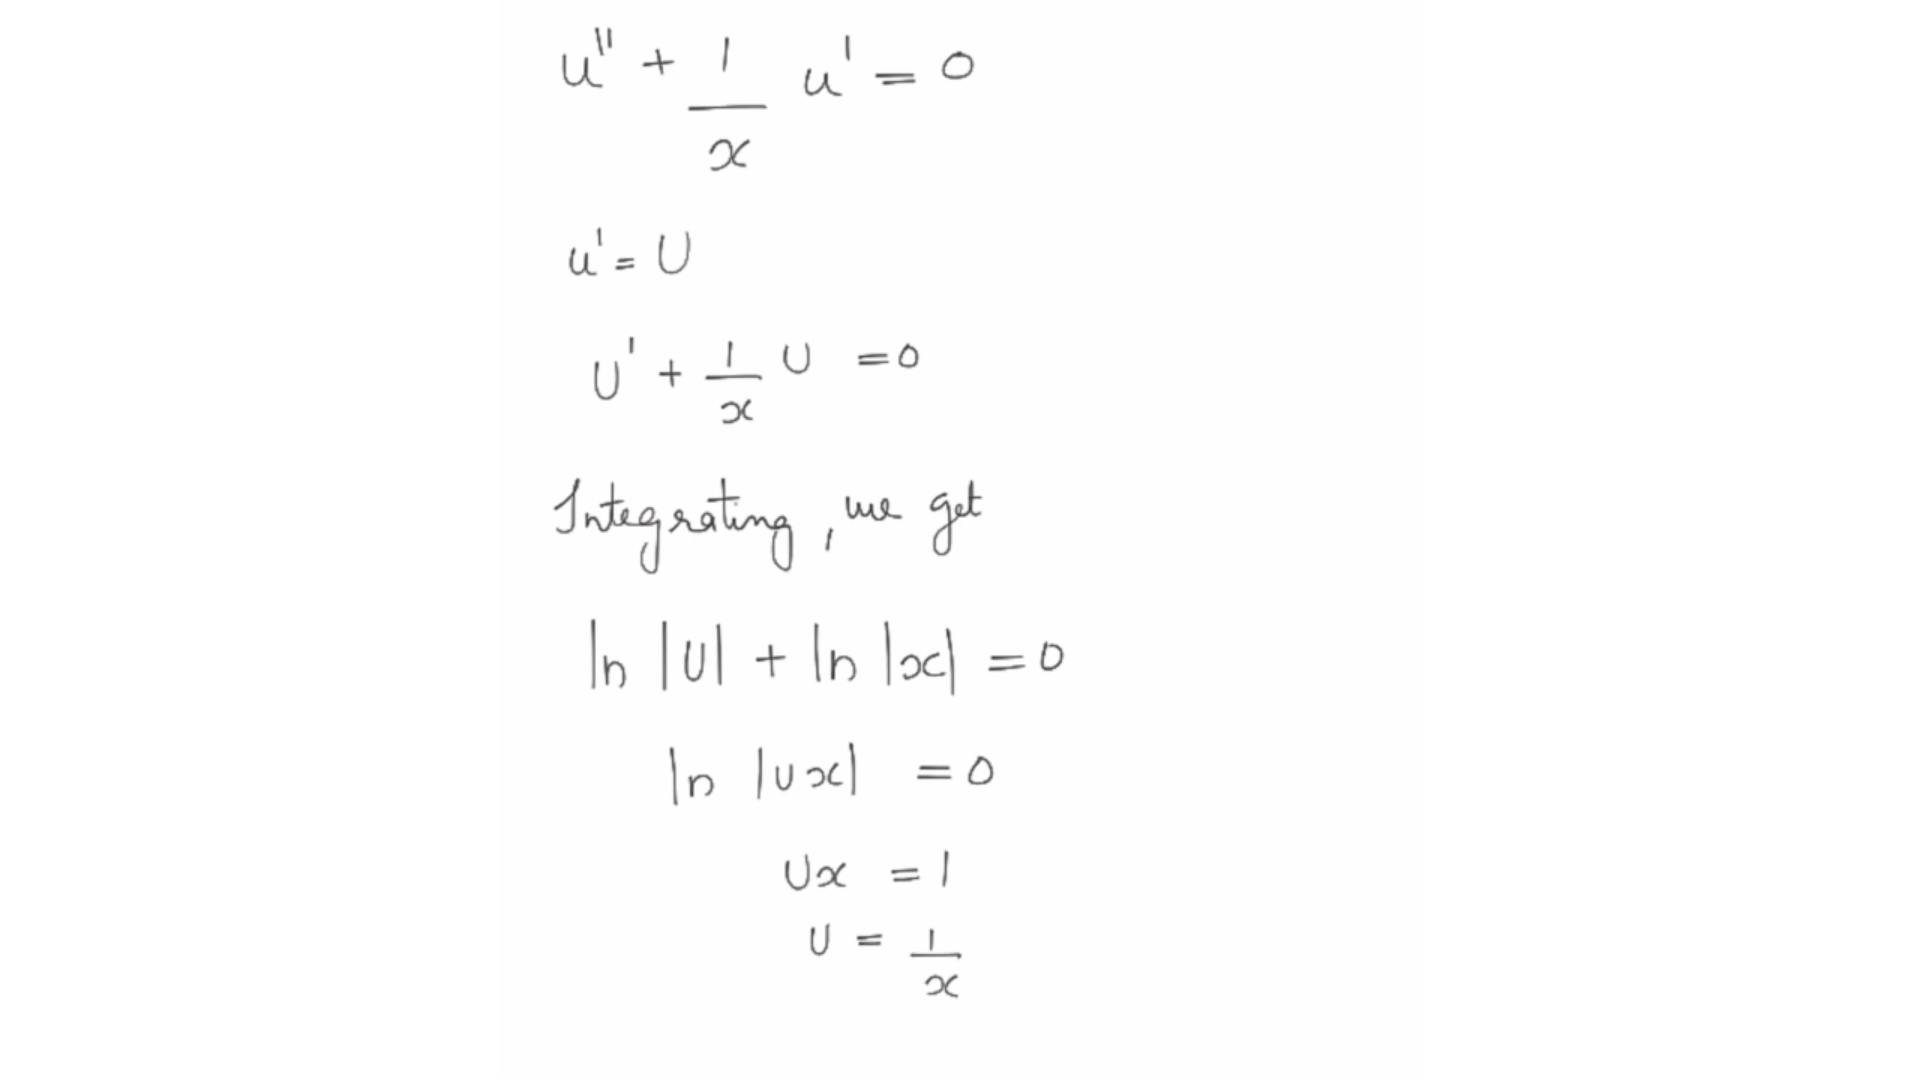 u'' + 1/x u' = 0
u' = U
U' + 1/x U = 0
Integrating, we get
ln |U| + ln |x| = 0
ln |Ux| = 0
Ux = 1
U = 1/x